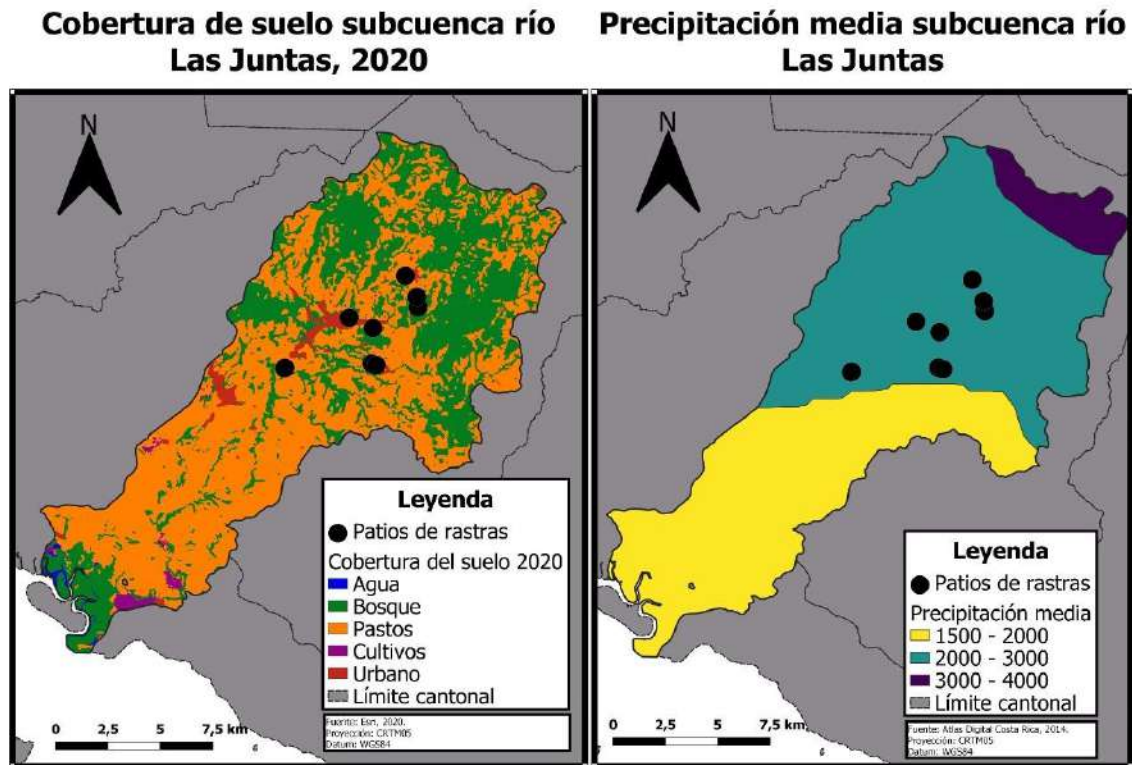 Cobertura de suelo subcuenca río
Las Juntas, 2020
N
Leyenda
Patios de rastras
Cobertura del suelo 2020
Agua
Bosque
Pastos
Cultivos
Urbano
Límite cantonal
0 2,5 5 7,5 km
Fuente: Esri, 2020.
Proyección: CRTM05
Datum: WGS84
Precipitación media subcuenca río
Las Juntas
N
Leyenda
Patios de rastras
Precipitación media
1500 - 2000
2000 - 3000
3000 - 4000
Límite cantonal
0 2,5 5 7,5 km
Fuente: Atlas Digital Costa Rica, 2014.
Proyección: CRTM05
Datum: WGS84